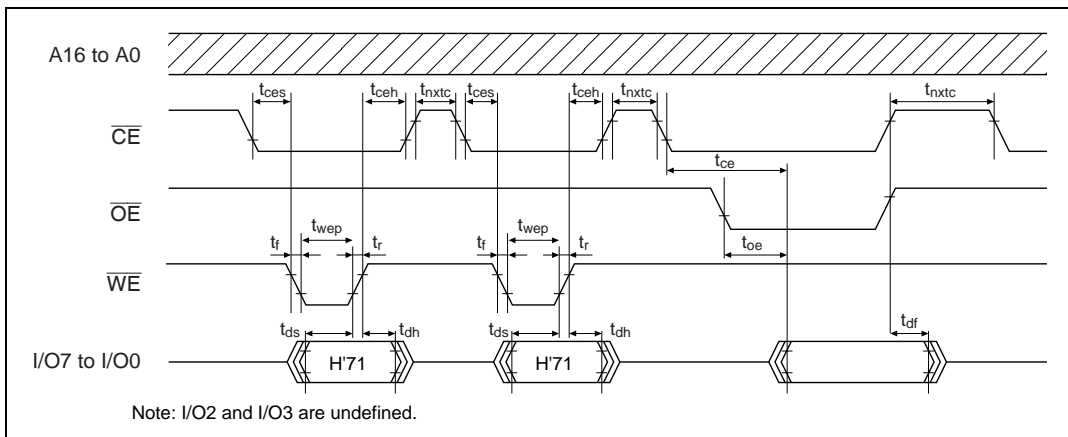 A16 to A0
tces tceh tnxtc tces tceh tnxtc tnxtc
CE
tce
OE
twep twep toe
tf tr tf tr
WE
tds tdh tds tdh tdf
I/O7 to I/O0 H'71 H'71
Note: I/O2 and I/O3 are undefined.